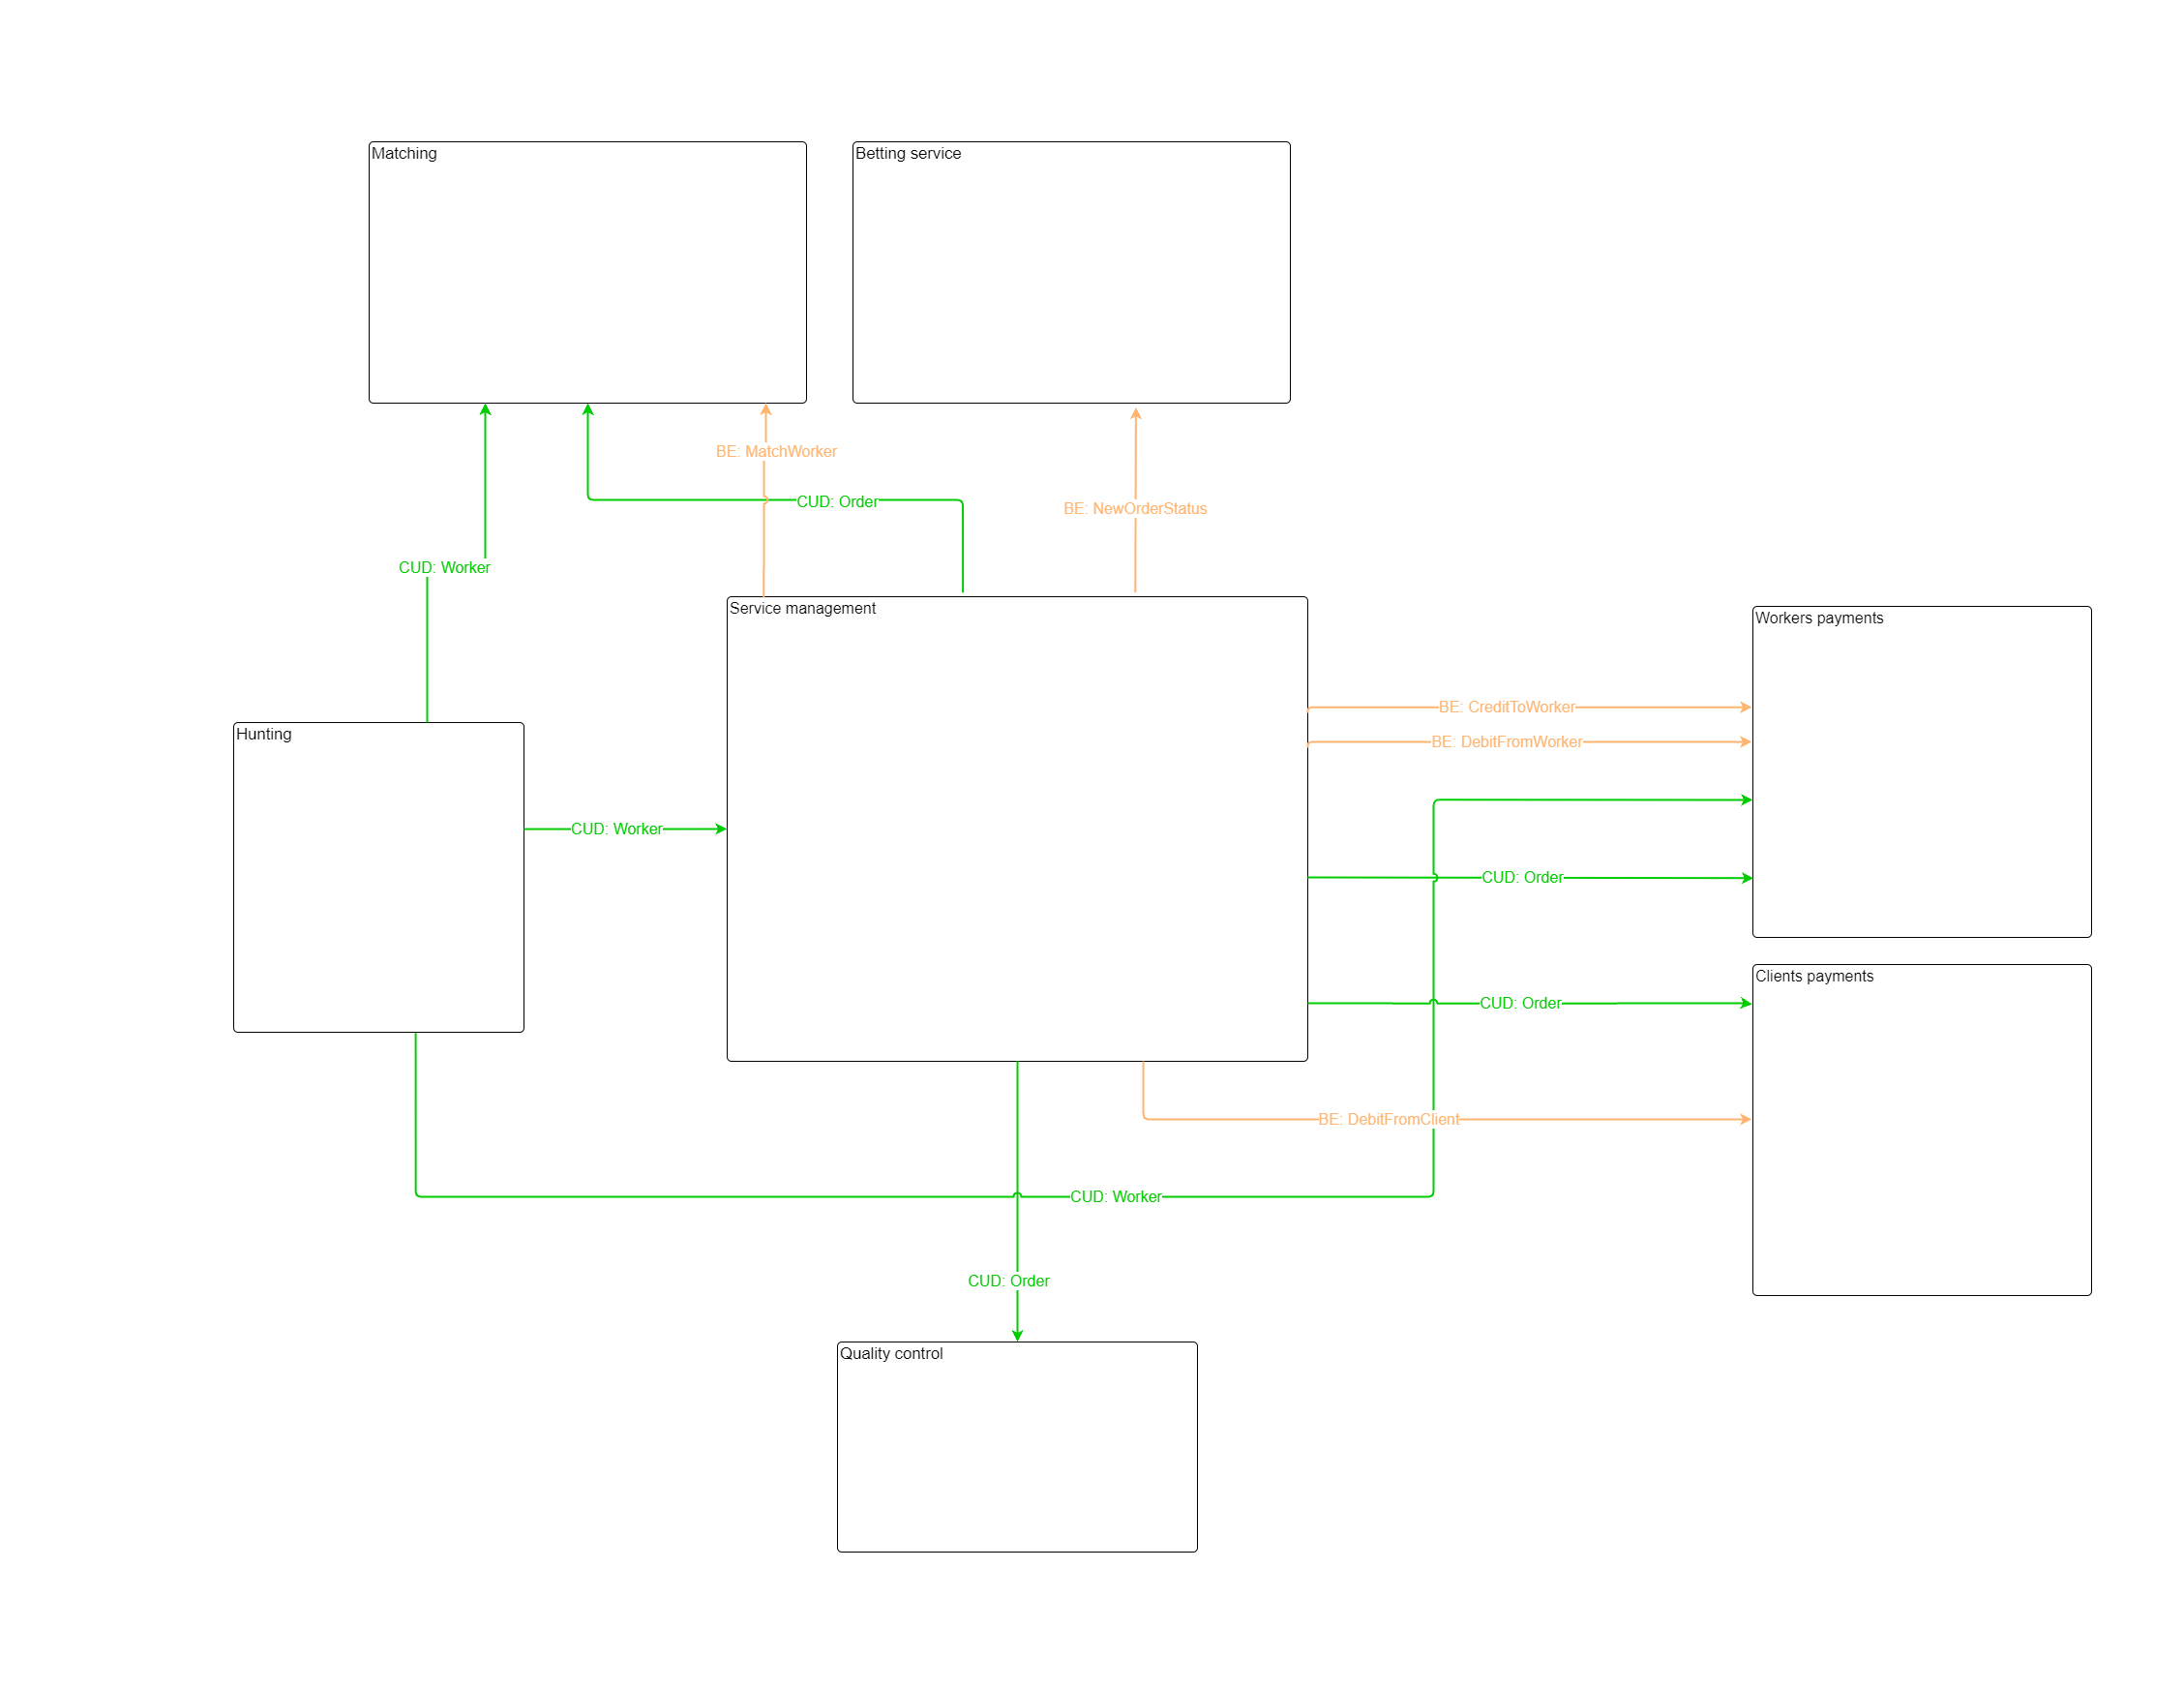 Matching
Betting service
BE: MatchWorker
CUD: Order
BE: NewOrderStatus
CUD: Worker
Service management
Workers payments
BE: CreditToWorker
Hunting
BE: DebitFromWorker
CUD: Worker
CUD: Order
Clients payments
CUD: Order
BE: DebitFromClient
CUD: Worker
CUD: Order
Quality control